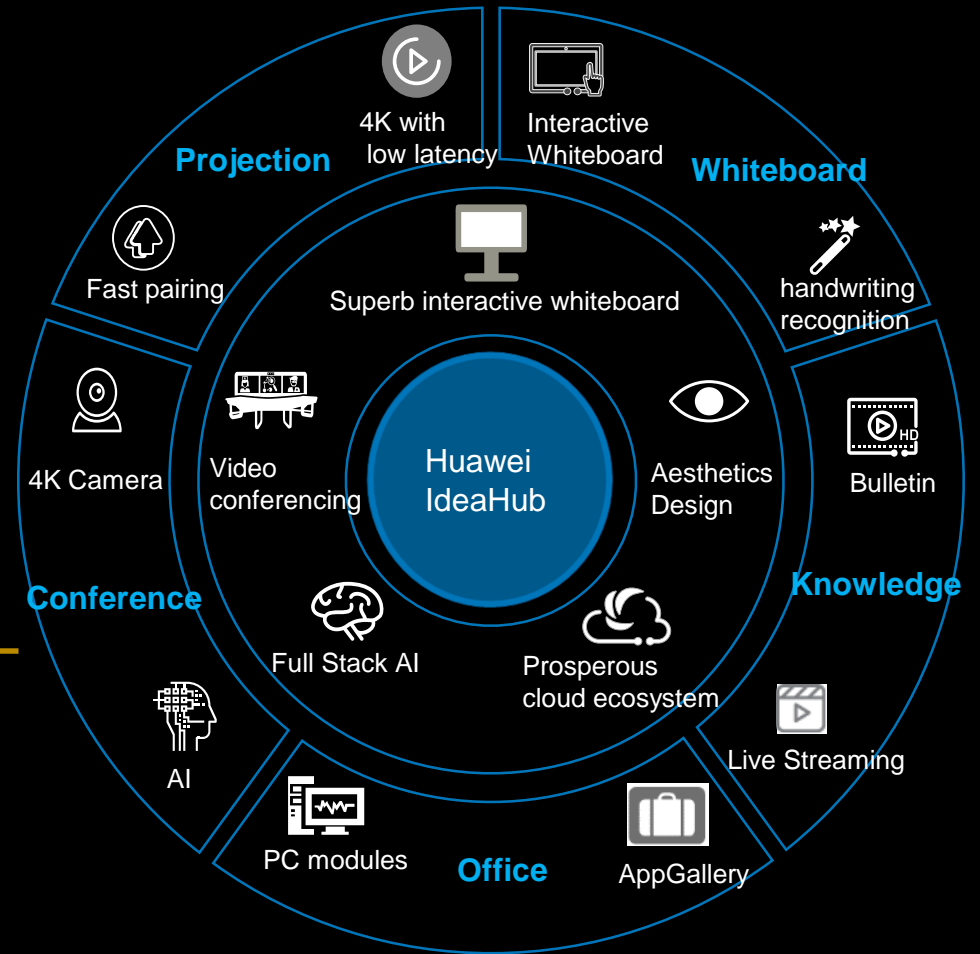 4K with
low latency
Projection
Fast pairing
Interactive
Whiteboard
Whiteboard
handwriting
recognition
Superb interactive whiteboard
4K Camera
Video
conferencing
Huawei
IdeaHub
Aesthetics
Design
HD
Bulletin
Conference
Knowledge
Full Stack AI
Prosperous
cloud ecosystem
AI
Live Streaming
PC modules
Office
AppGallery